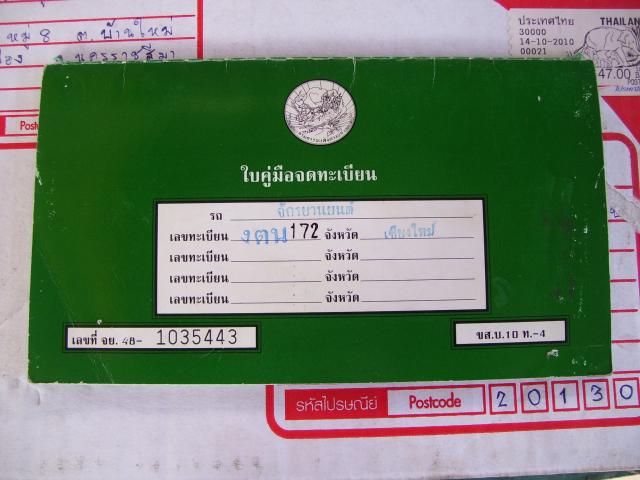 หมู่ 8 ต. บ้านใหม่
จ. นครราชสีมา
ประเทศไทย THAILAND
30000
14-10-2010
00021
47.00
ใบคู่มือจดทะเบียน
รถ จักรยานยนต์
เลขทะเบียน งตน 172 จังหวัด เชียงใหม่
เลขทะเบียน จังหวัด
เลขทะเบียน จังหวัด
เลขทะเบียน จังหวัด
เลขที่ จย. 48- 1035443
ขส.บ.10 ท.-4
รหัสไปรษณีย์ Postcode 20130